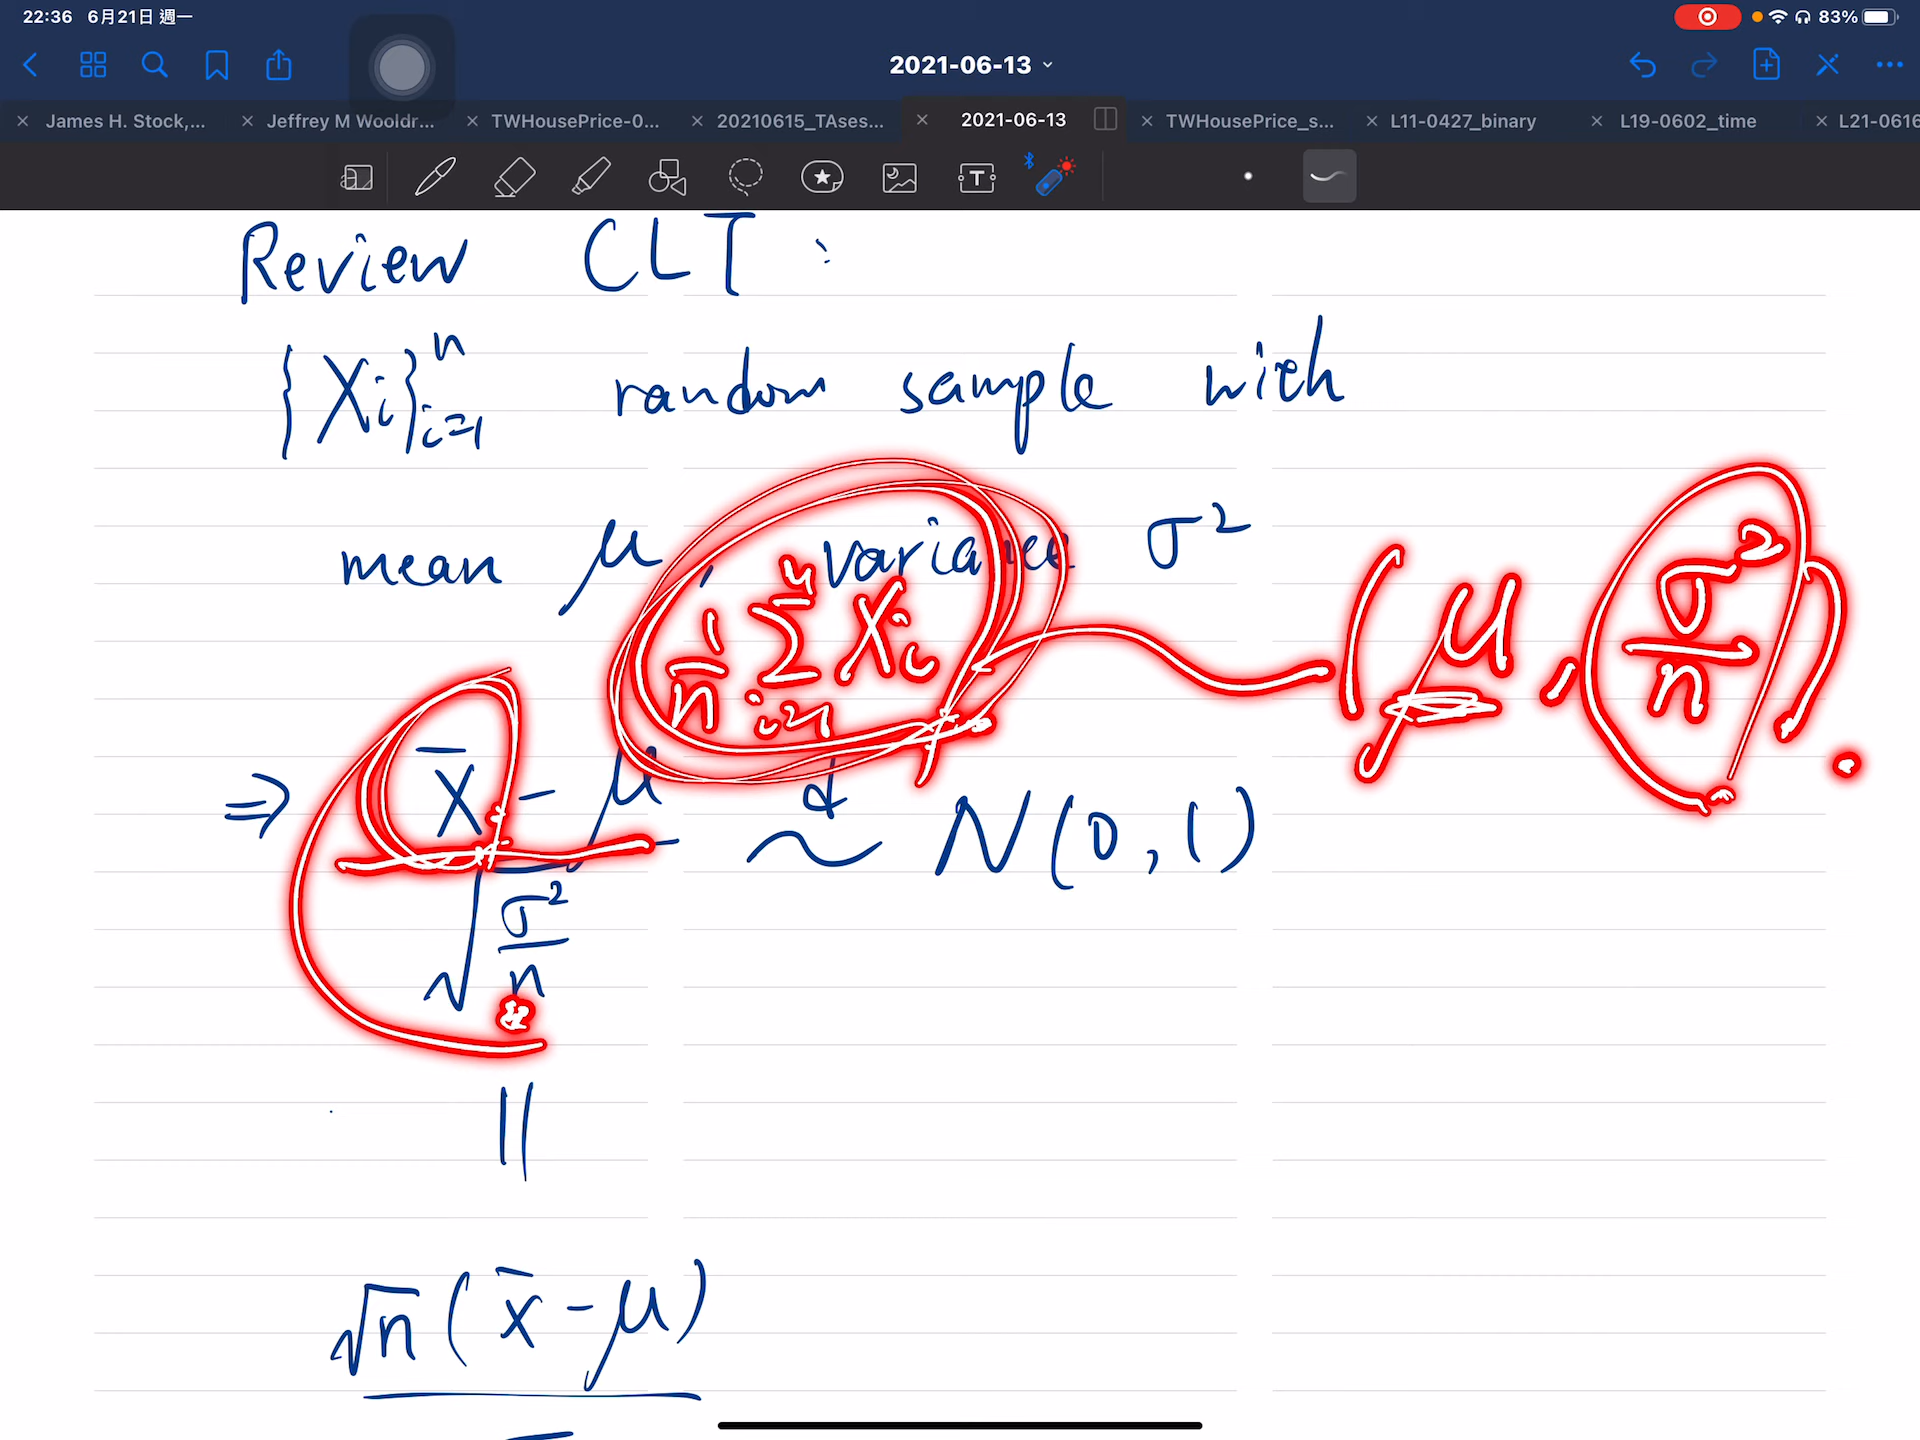 22:36 6月21日 週一 83%
2021-06-13
James H. Stock,... Jeffrey M Wooldr... TWHousePrice-0... 20210615_TAses... 2021-06-13 TWHousePrice_s... L11-0427_binary L19-0602_time L21-0616
Review CLT :
{Xi}ⁿᵢ₌₁ random sample with
mean μ, variance σ²
1/n Σⁿᵢ₌₁ Xi ~ (μ, σ²/n).
⇒ (X̄ - μ)/√(σ²/n) ~ᵈ N(0,1)
||
√n (x̄ - μ)